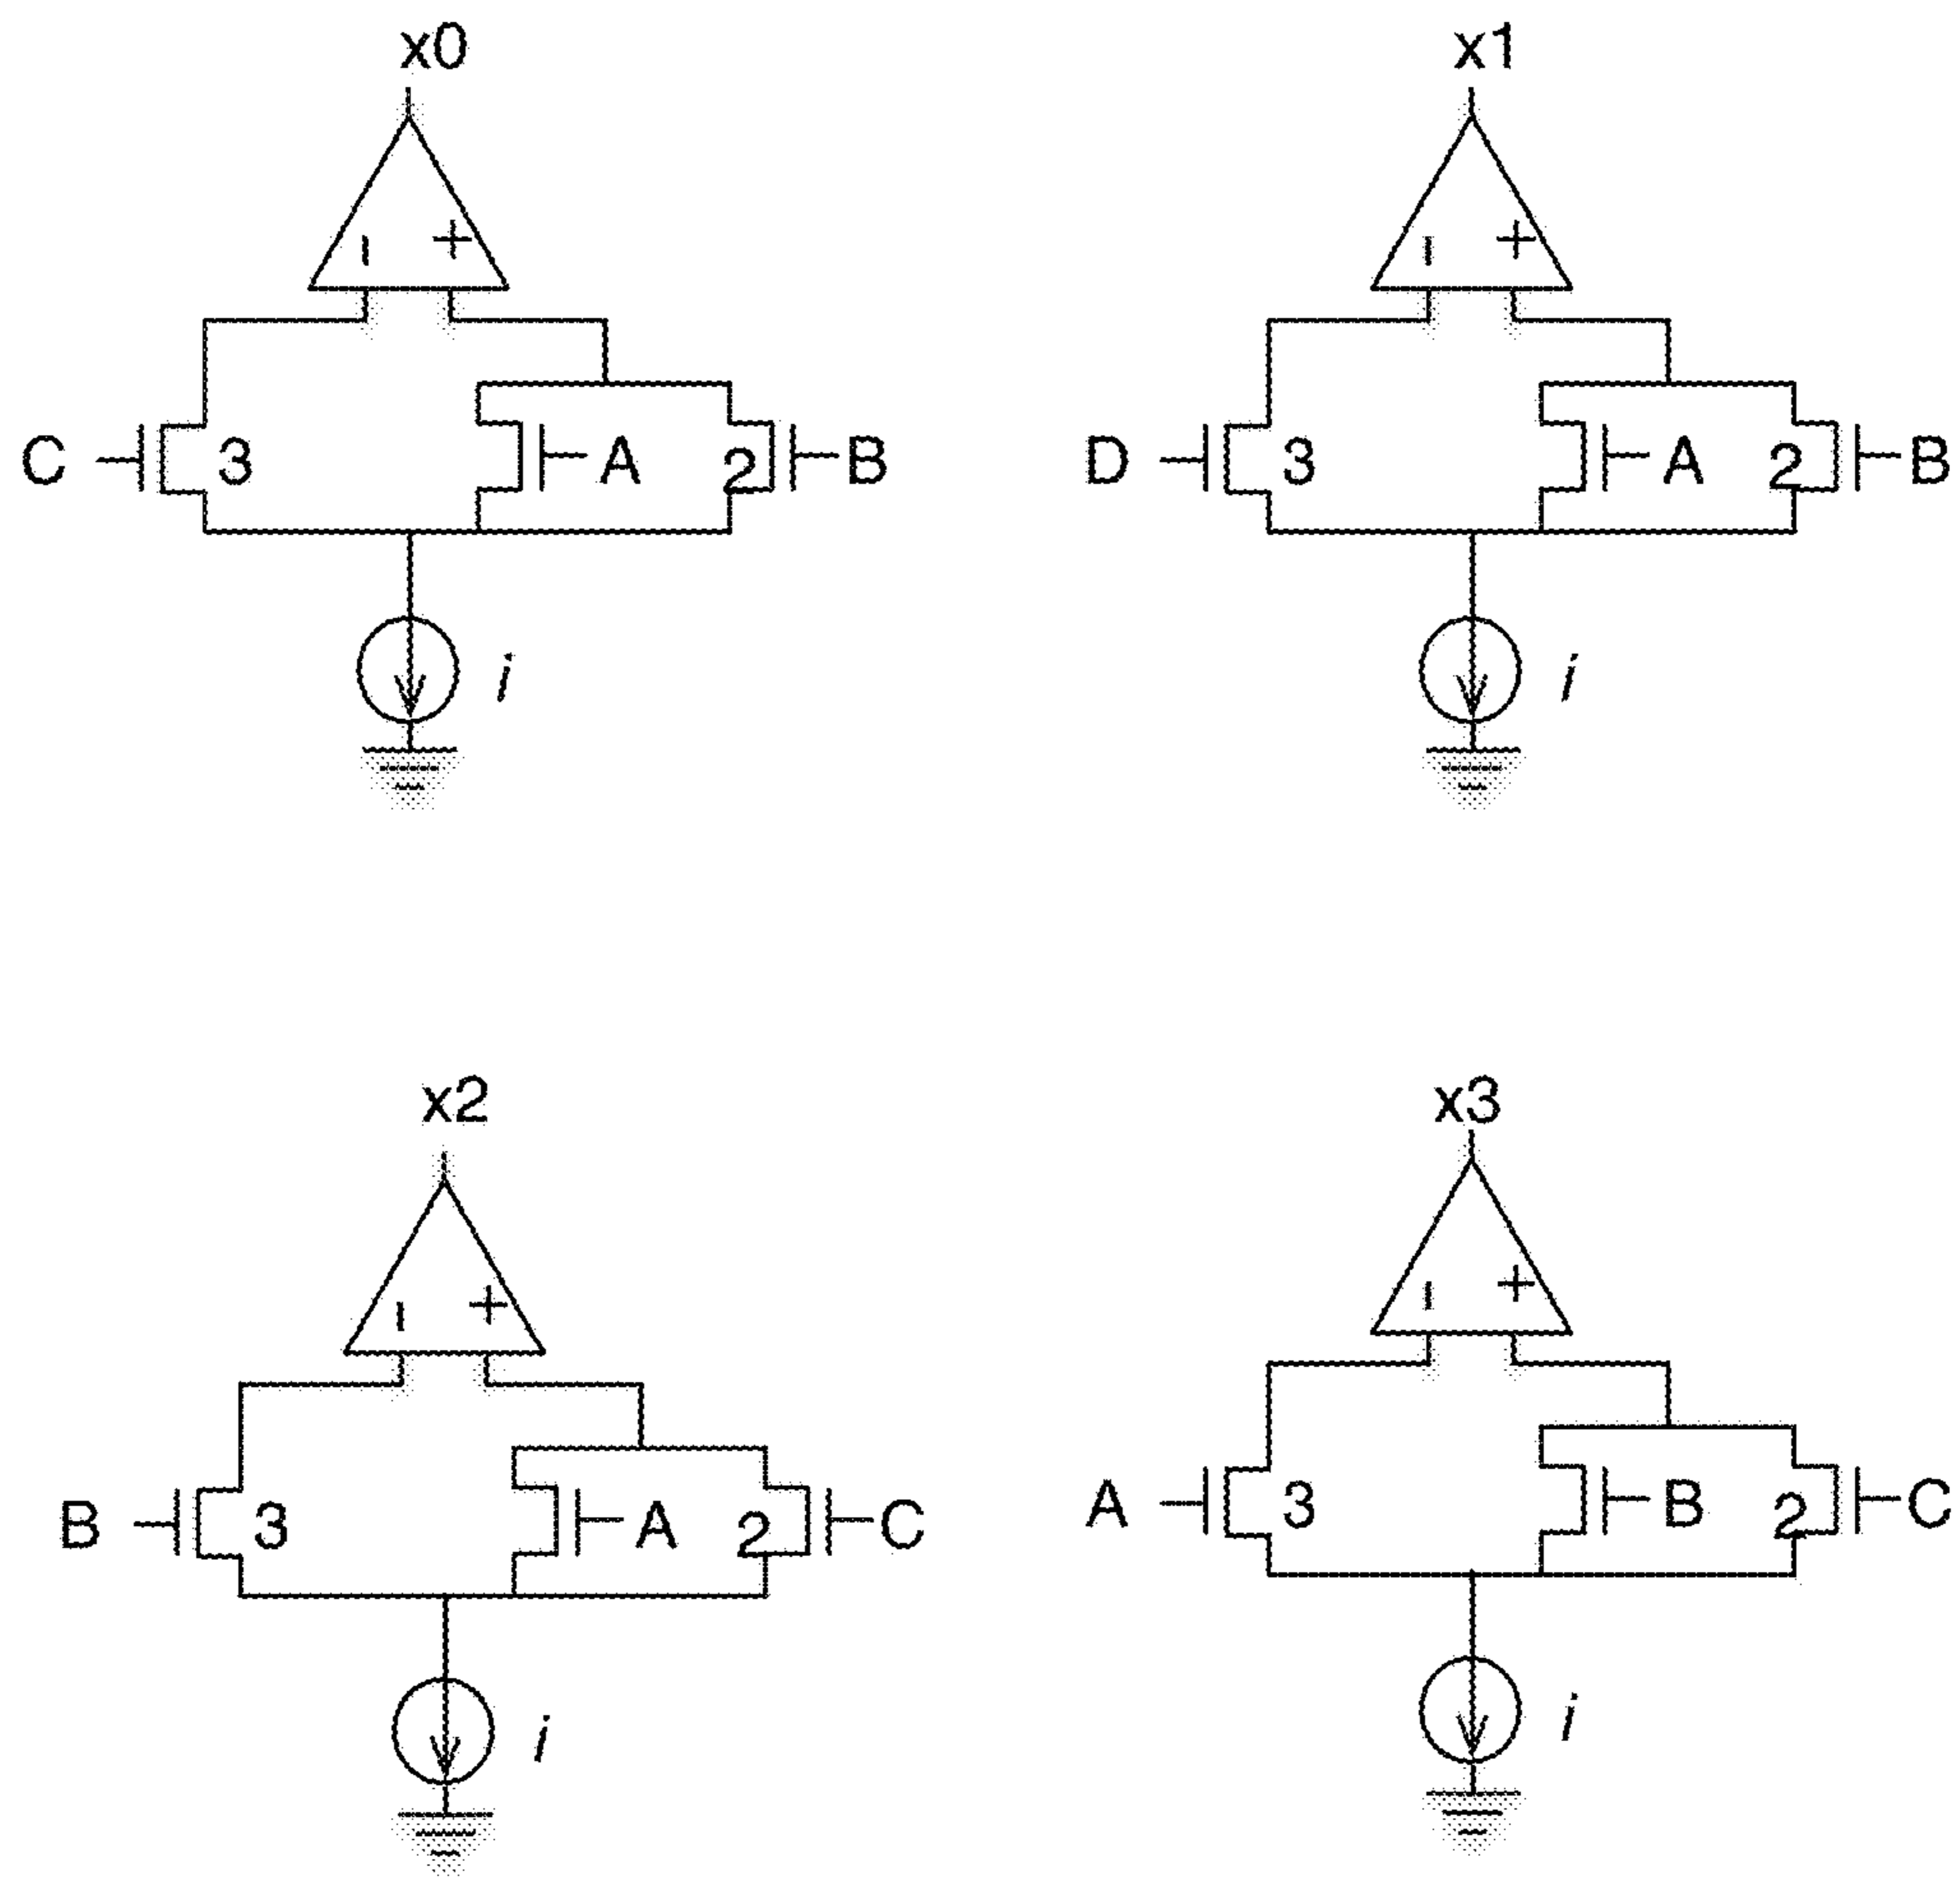 x0 x1
- + - +
C 3 A 2 B D 3 A 2 B
i i
x2 x3
- + - +
B 3 A 2 C A 3 B 2 C
i i